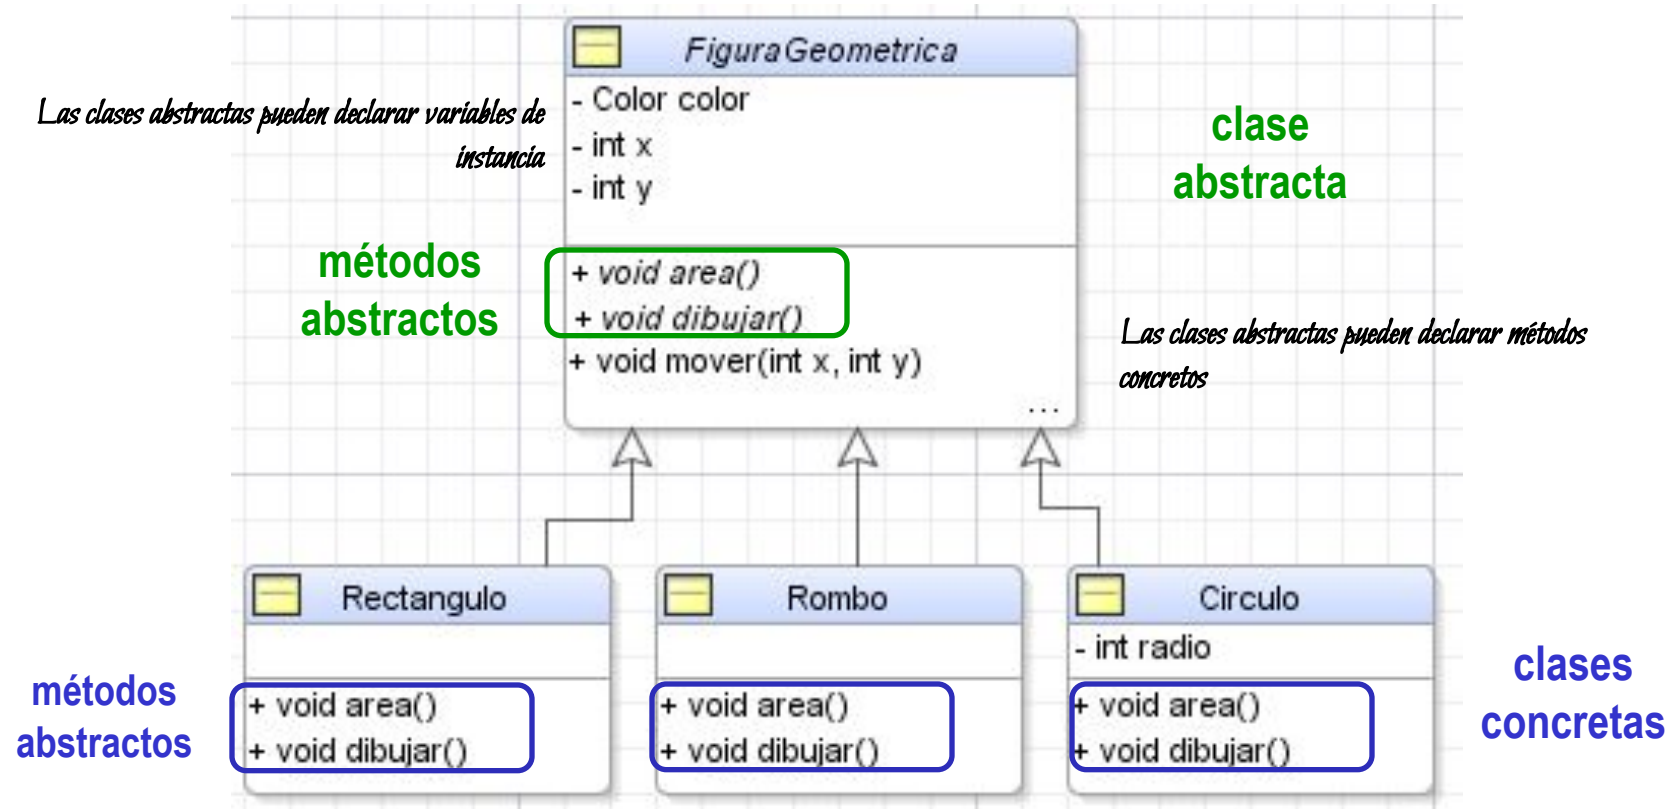 FiguraGeometrica
- Color color
- int x
- int y
+ void area()
+ void dibujar()
+ void mover(int x, int y)
...
Las clases abstractas pueden declarar variables de
instancia
clase
abstracta
métodos
abstractos
Las clases abstractas pueden declarar métodos
concretos
Rectangulo
+ void area()
+ void dibujar()
Rombo
+ void area()
+ void dibujar()
Circulo
- int radio
+ void area()
+ void dibujar()
métodos
abstractos
clases
concretas